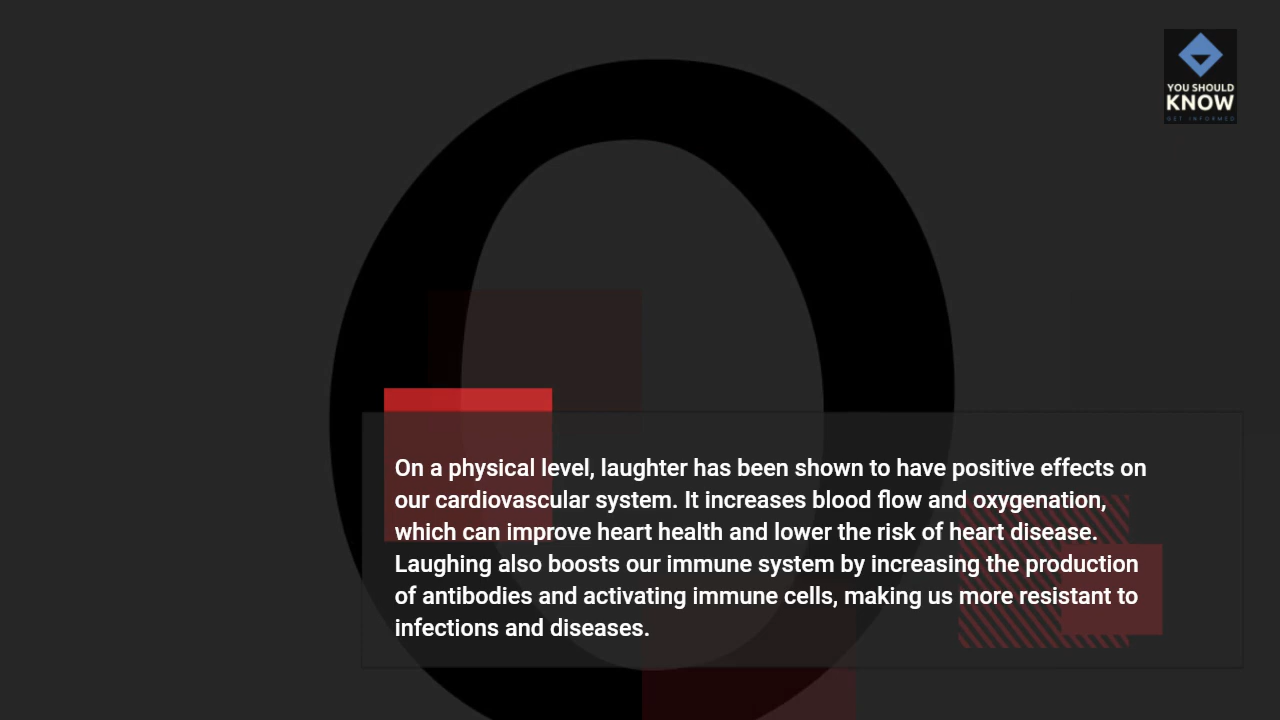 YOU SHOULD
KNOW
GET INFORMED
On a physical level, laughter has been shown to have positive effects on
our cardiovascular system. It increases blood flow and oxygenation,
which can improve heart health and lower the risk of heart disease.
Laughing also boosts our immune system by increasing the production
of antibodies and activating immune cells, making us more resistant to
infections and diseases.